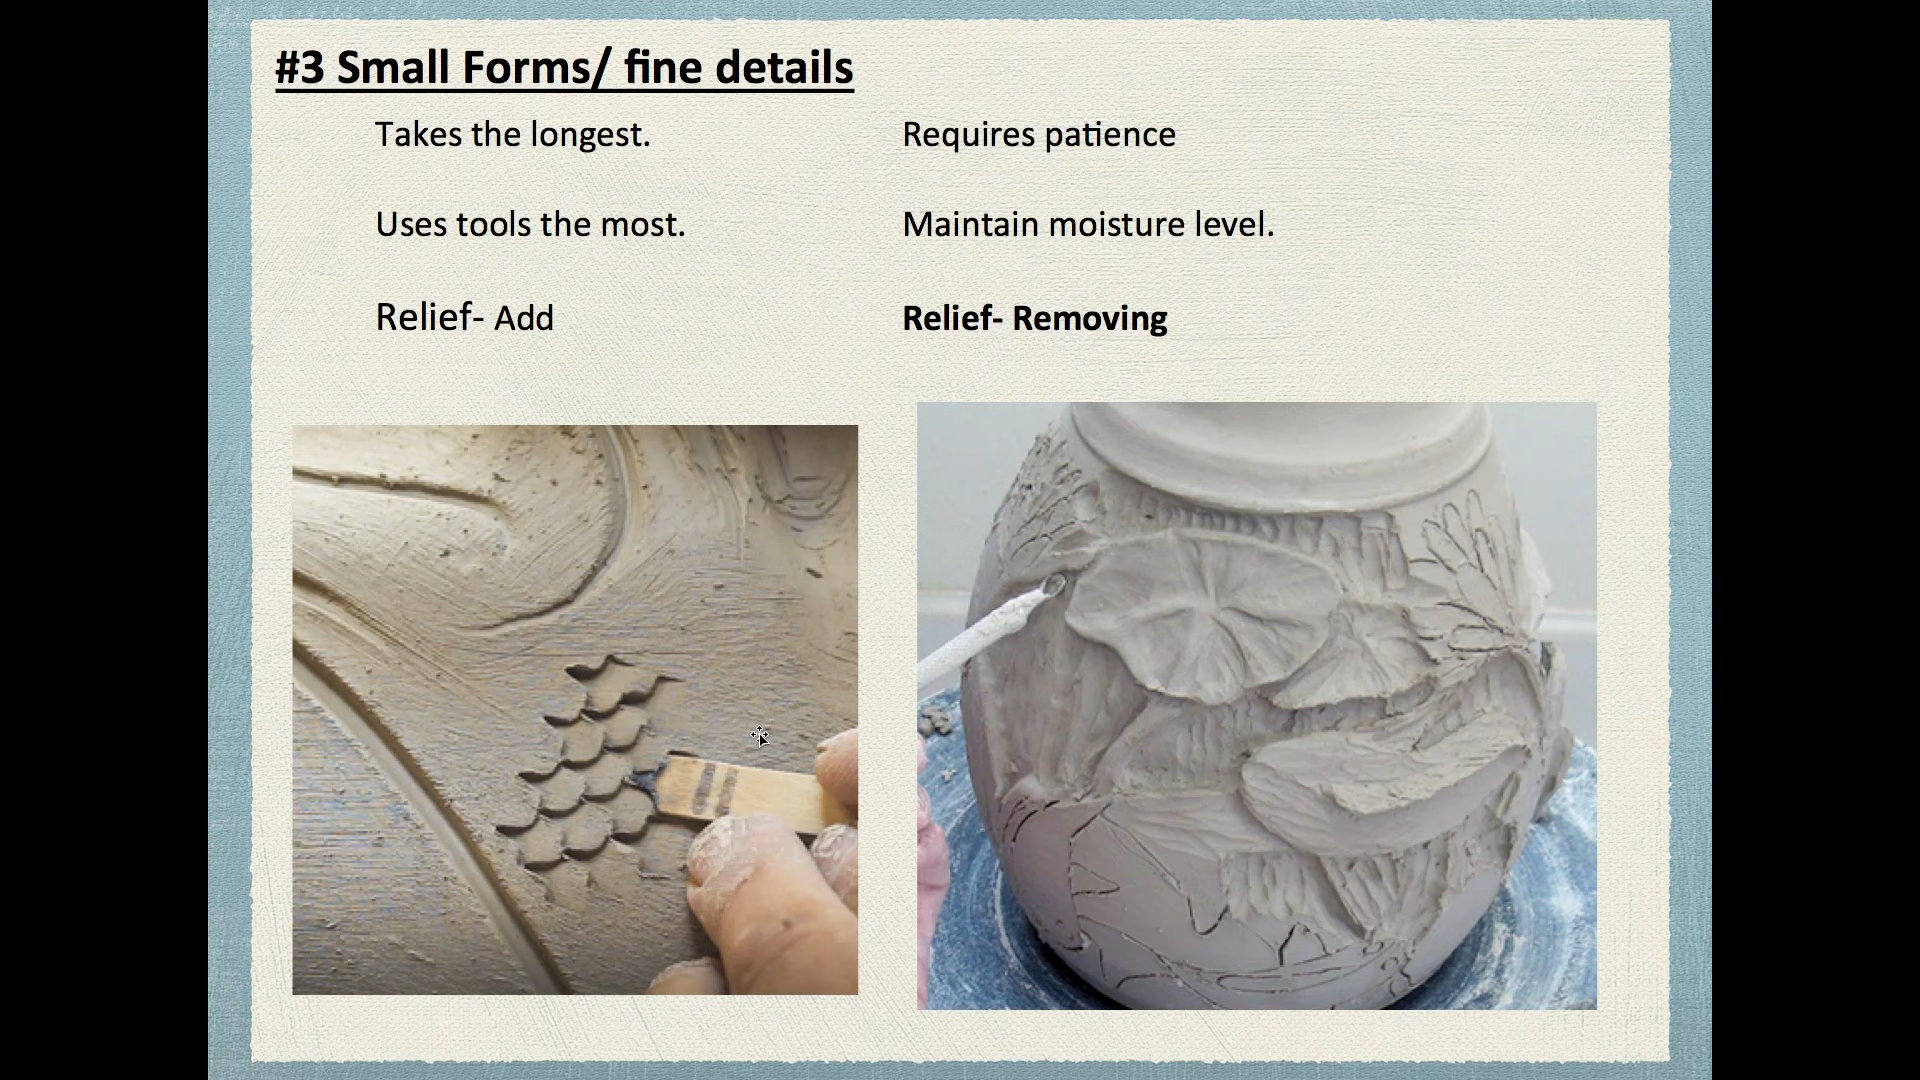 #3 Small Forms/ fine details
Takes the longest.
Requires patience
Uses tools the most.
Maintain moisture level.
Relief- Add
Relief- Removing